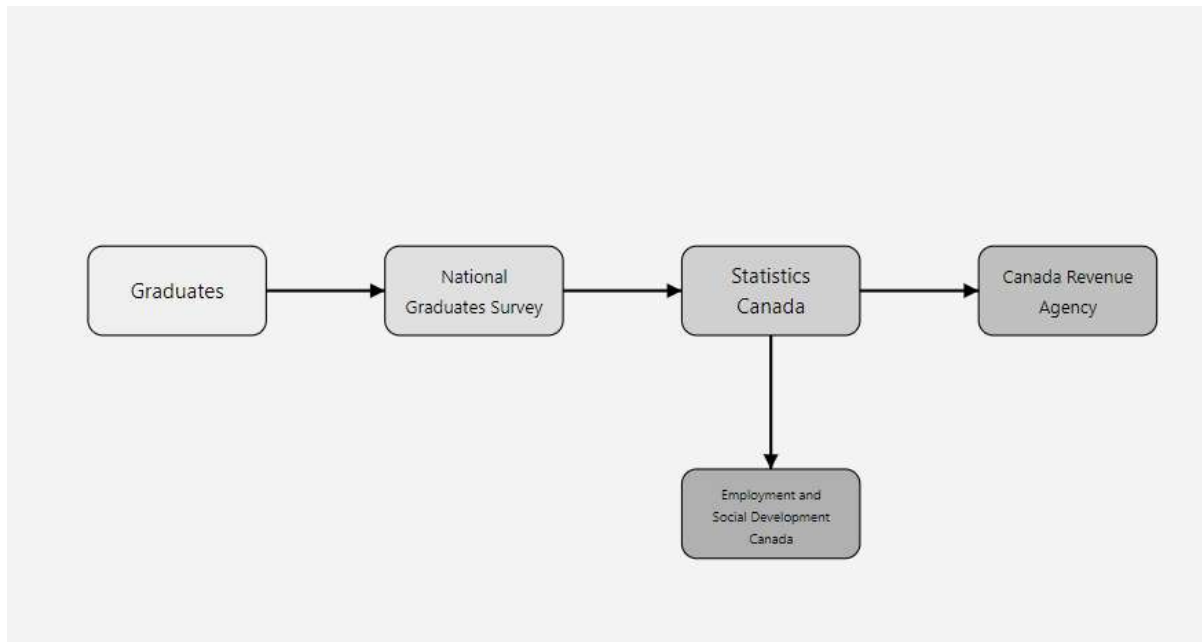 Graduates
National
Graduates Survey
Statistics
Canada
Canada Revenue
Agency
Employment and
Social Development
Canada